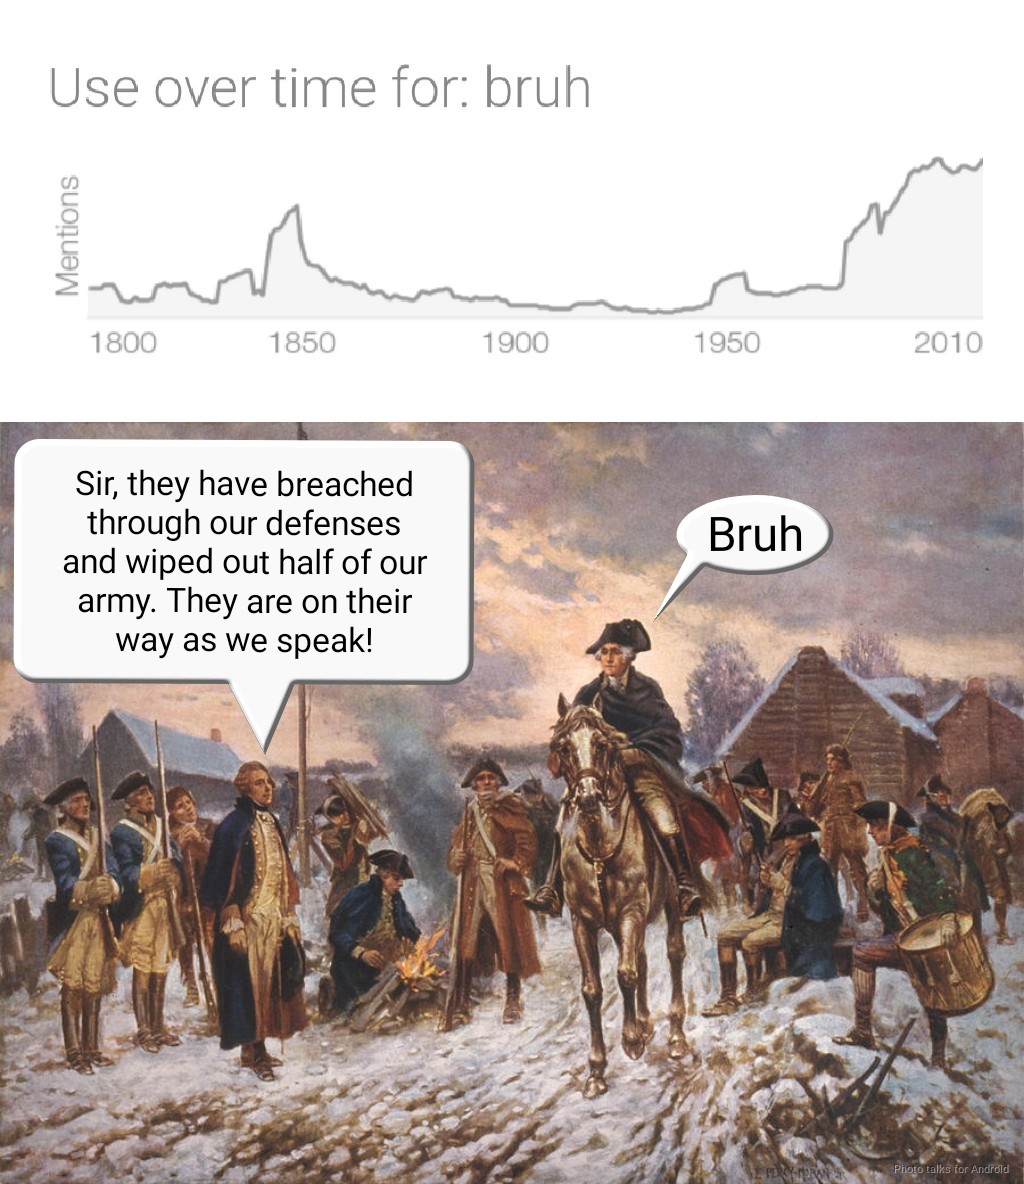 Use over time for: bruh
Mentions
1800 1850 1900 1950 2010
Sir, they have breached
through our defenses
and wiped out half of our
army. They are on their
way as we speak!
Bruh
Photo talks for Android